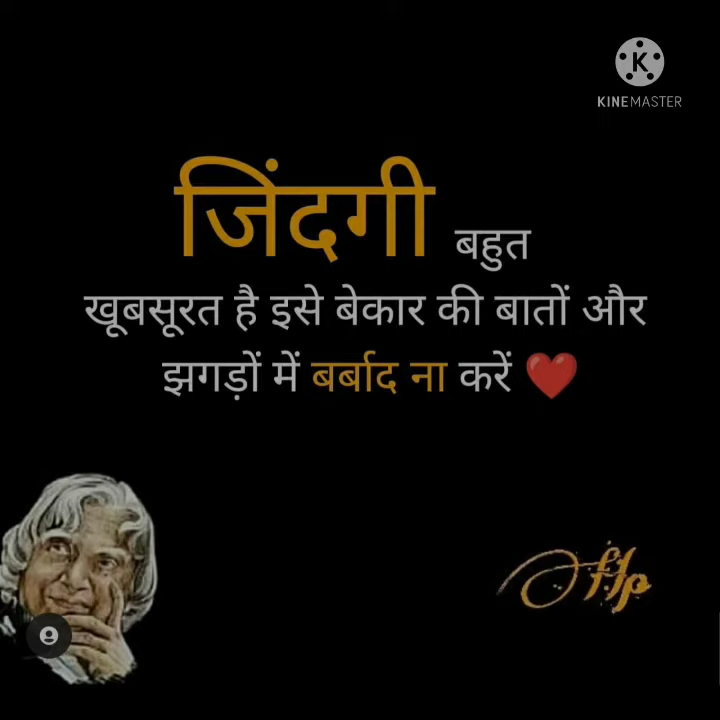 KINEMASTER
जिंदगी बहुत
खूबसूरत है इसे बेकार की बातों और
झगड़ों में बर्बाद ना करें ❤️